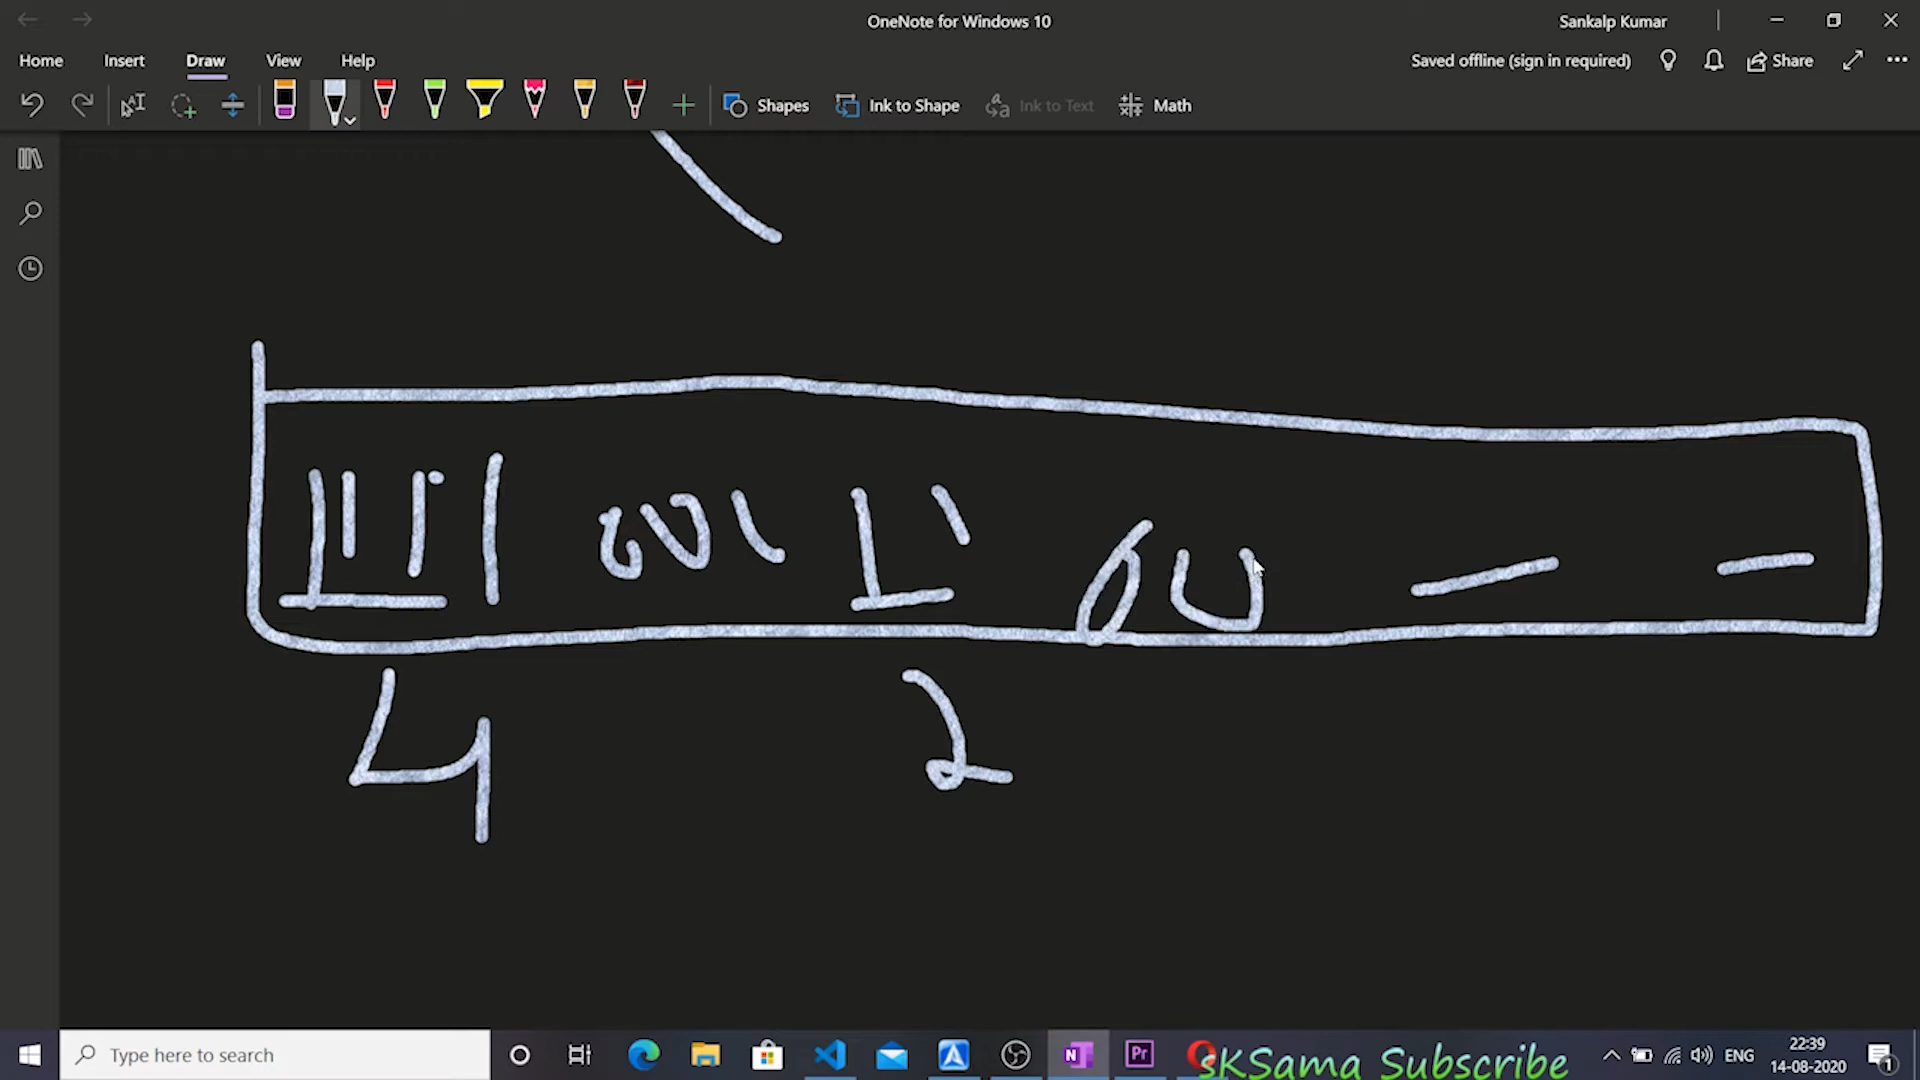 OneNote for Windows 10
Sankalp Kumar
Home Insert Draw View Help
Saved offline (sign in required) Share
Shapes Ink to Shape Ink to Text Math
4 2
Type here to search
sKSama Subscribe
ENG
22:39
14-08-2020
1